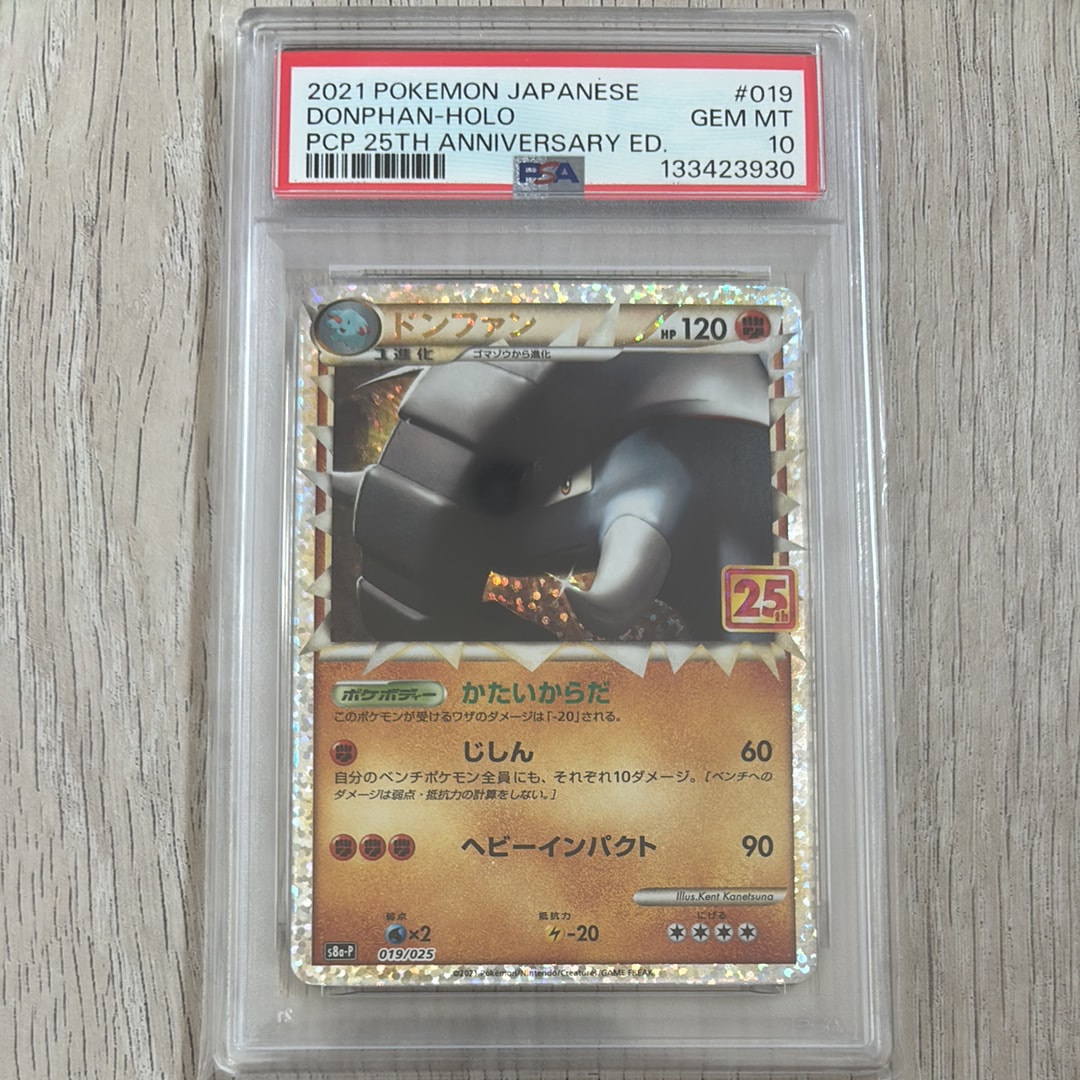 2021 POKEMON JAPANESE #019
DONPHAN-HOLO GEM MT
PCP 25TH ANNIVERSARY ED. 10
PSA 133423930
ドンファン HP 120
1進化 ゴマゾウから進化
25th
ポケボディー かたいからだ
このポケモンが受けるワザのダメージは「-20」される。
じしん 60
自分のベンチポケモン全員にも、それぞれ10ダメージ。[ベンチへの
ダメージは弱点・抵抗力の計算をしない。]
ヘビーインパクト 90
Illus.Kent Kanetsuna
弱点 抵抗力 にげる
×2 -20
s8a-P 019/025
©2021 Pokémon/Nintendo/Creatures/GAME FREAK